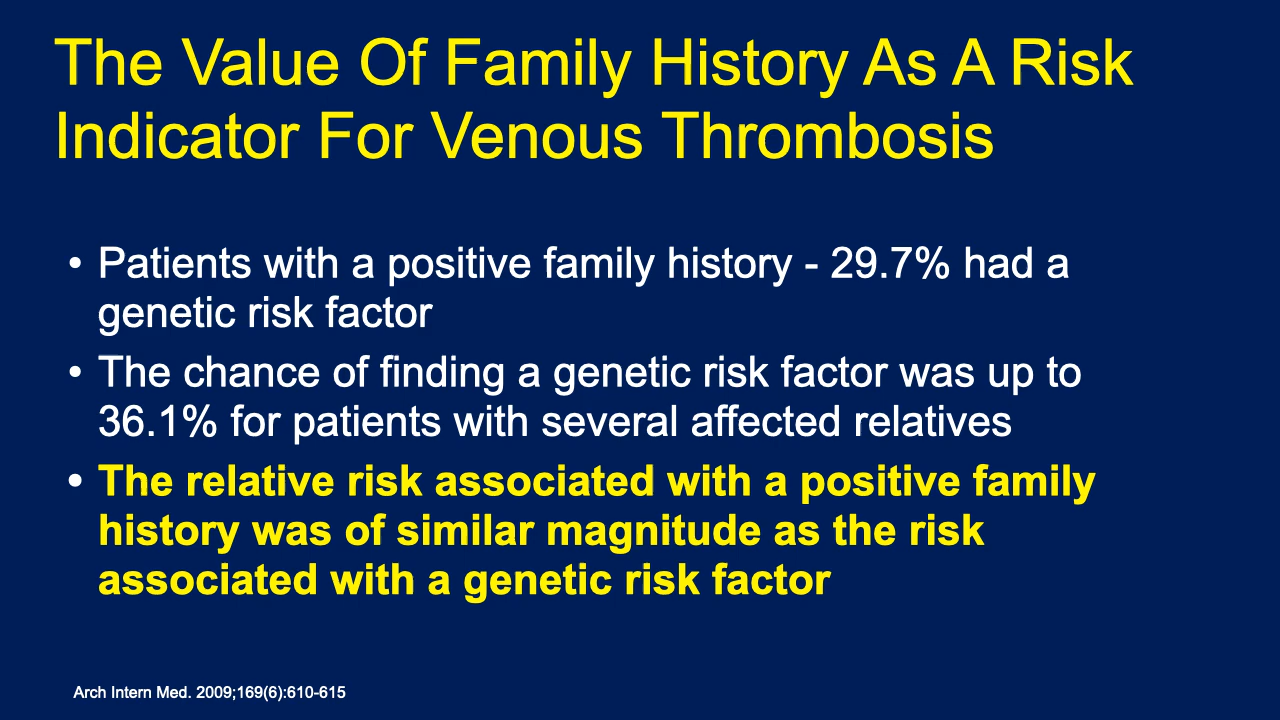 The Value Of Family History As A Risk
Indicator For Venous Thrombosis
• Patients with a positive family history - 29.7% had a
genetic risk factor
• The chance of finding a genetic risk factor was up to
36.1% for patients with several affected relatives
• The relative risk associated with a positive family
history was of similar magnitude as the risk
associated with a genetic risk factor
Arch Intern Med. 2009;169(6):610-615